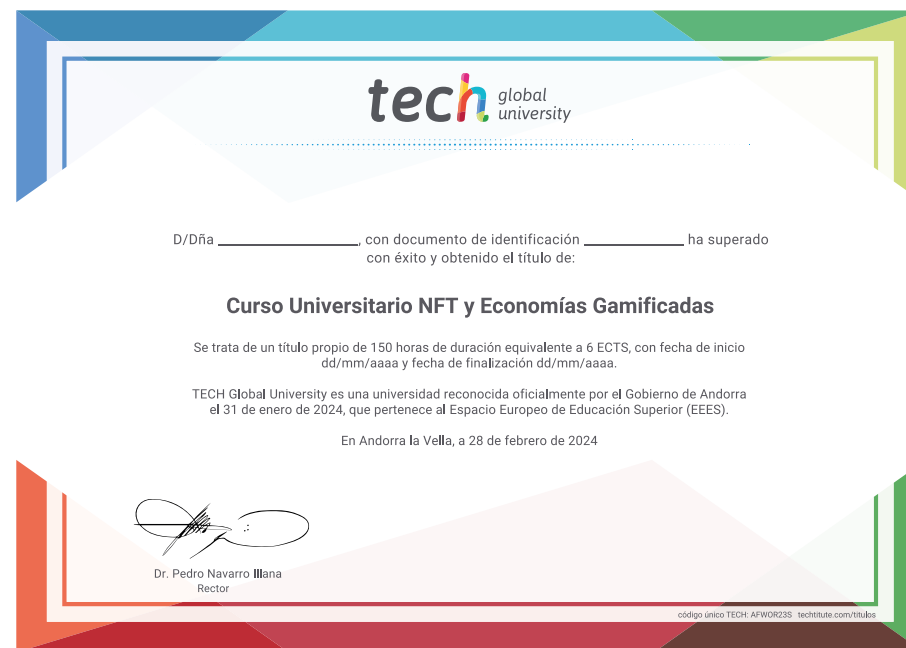 tech global university
D/Dña ______________, con documento de identificación __________ ha superado
con éxito y obtenido el título de:
Curso Universitario NFT y Economías Gamificadas
Se trata de un título propio de 150 horas de duración equivalente a 6 ECTS, con fecha de inicio
dd/mm/aaaa y fecha de finalización dd/mm/aaaa.
TECH Global University es una universidad reconocida oficialmente por el Gobierno de Andorra
el 31 de enero de 2024, que pertenece al Espacio Europeo de Educación Superior (EEES).
En Andorra la Vella, a 28 de febrero de 2024
Dr. Pedro Navarro Illana
Rector
código único TECH: AFWOR23S techtitute.com/titulos